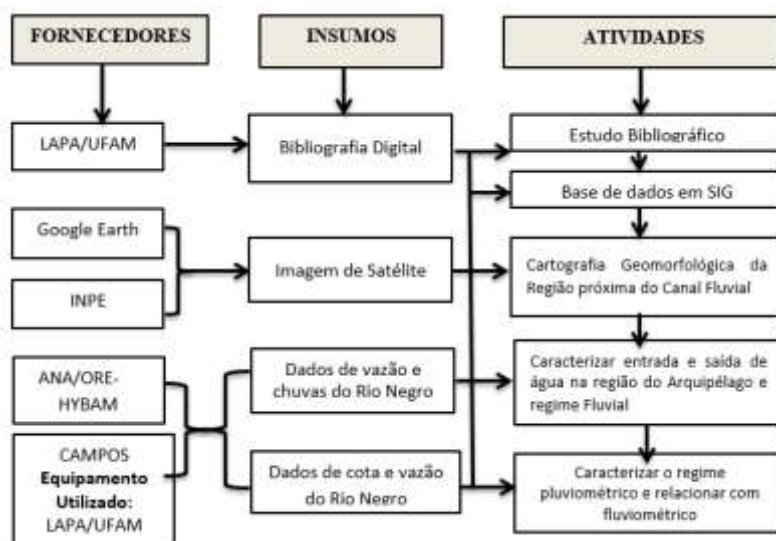 FORNECEDORES
INSUMOS
ATIVIDADES
LAPA/UFAM
Bibliografia Digital
Estudo Bibliográfico
Base de dados em SIG
Google Earth
INPE
Imagem de Satélite
Cartografia Geomorfológica da
Região próxima do Canal Fluvial
ANA/ORE-
HYBAM
Dados de vazão e
chuvas do Rio Negro
Caracterizar entrada e saída de
água na região do Arquipélago e
regime Fluvial
CAMPOS
Equipamento
Utilizado:
LAPA/UFAM
Dados de cota e vazão
do Rio Negro
Caracterizar o regime
pluviométrico e relacionar com
fluviométrico